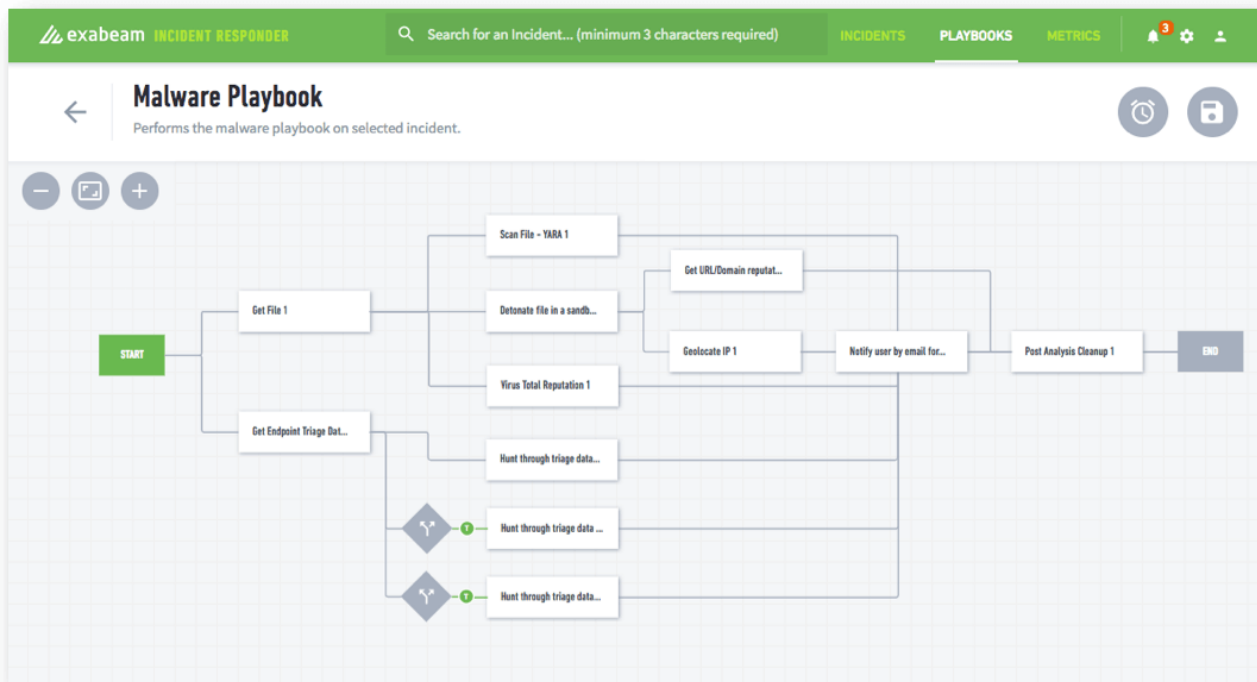 exabeam INCIDENT RESPONDER
Search for an Incident... (minimum 3 characters required)
INCIDENTS
PLAYBOOKS
METRICS
3
Malware Playbook
Performs the malware playbook on selected incident.
Scan File - YARA 1
Get URL/Domain reputat...
Get File 1
Detonate file in a sandb...
START
Geolocate IP 1
Notify user by email for...
Post Analysis Cleanup 1
END
Virus Total Reputation 1
Get Endpoint Triage Dat...
Hunt through triage data...
T
Hunt through triage data ...
T
Hunt through triage data...